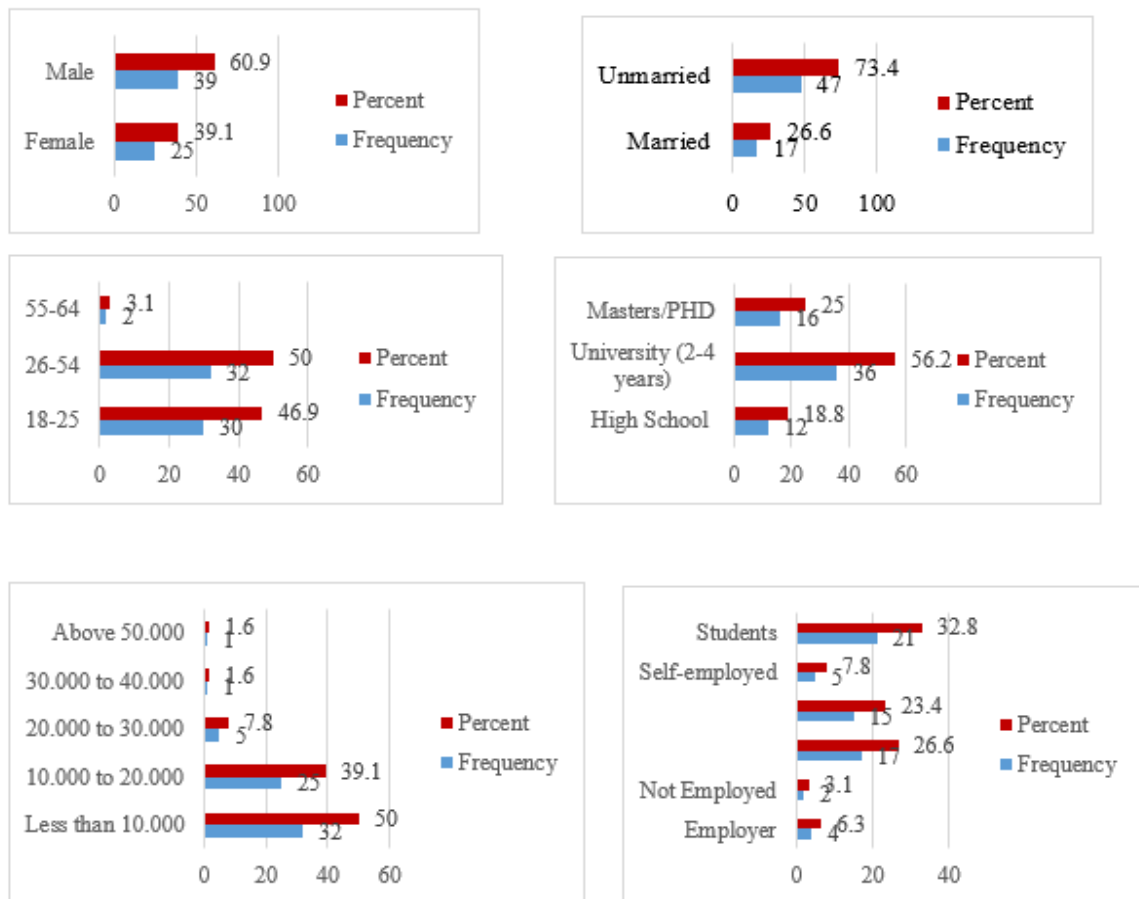 Male
60.9
39
Female
39.1
25
Percent
Frequency
0 50 100
Unmarried
73.4
47
Married
26.6
17
Percent
Frequency
0 50 100
55-64
3.1
2
26-54
50
32
18-25
46.9
30
Percent
Frequency
0 20 40 60
Masters/PHD
25
16
University (2-4
years)
56.2
36
High School
18.8
12
Percent
Frequency
0 20 40 60
Above 50.000
1.6
1
30.000 to 40.000
1.6
1
20.000 to 30.000
7.8
5
10.000 to 20.000
39.1
25
Less than 10.000
50
32
Percent
Frequency
0 20 40 60
Students
32.8
21
Self-employed
7.8
5
23.4
15
26.6
17
Not Employed
3.1
2
Employer
6.3
4
Percent
Frequency
0 20 40